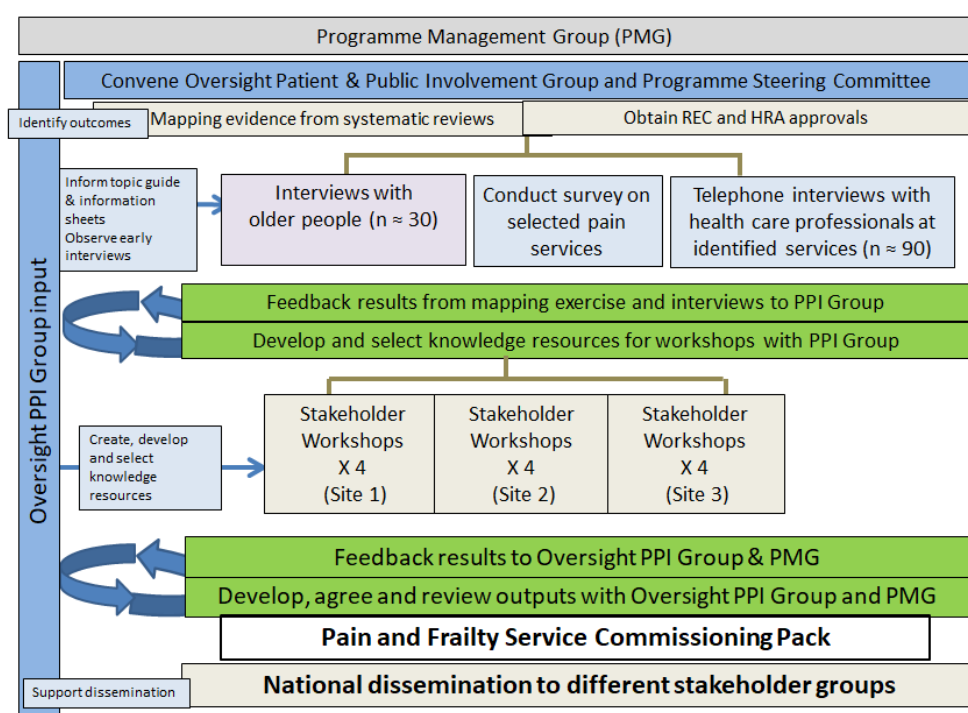 Programme Management Group (PMG)
Convene Oversight Patient & Public Involvement Group and Programme Steering Committee
Identify outcomes
Mapping evidence from systematic reviews
Obtain REC and HRA approvals
Inform topic guide
& information
sheets
Observe early
interviews
Interviews with
older people (n ≈ 30)
Conduct survey on
selected pain
services
Telephone interviews with
health care professionals at
identified services (n ≈ 90)
Oversight PPI Group input
Feedback results from mapping exercise and interviews to PPI Group
Develop and select knowledge resources for workshops with PPI Group
Create, develop
and select
knowledge
resources
Stakeholder
Workshops
X 4
(Site 1)
Stakeholder
Workshops
X 4
(Site 2)
Stakeholder
Workshops
X 4
(Site 3)
Feedback results to Oversight PPI Group & PMG
Develop, agree and review outputs with Oversight PPI Group and PMG
Pain and Frailty Service Commissioning Pack
Support dissemination
National dissemination to different stakeholder groups